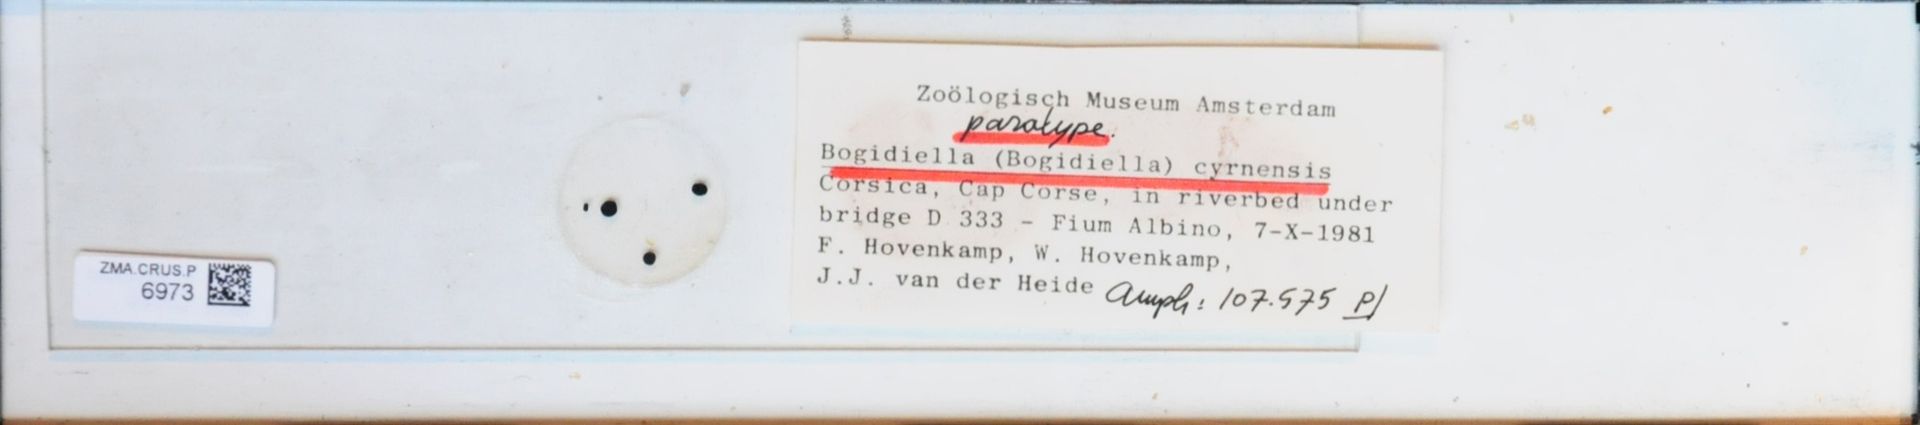 ZMA.CRUS.P
6973
Zoölogisch Museum Amsterdam
paratype.
Bogidiella (Bogidiella) cyrnensis
Corsica, Cap Corse, in riverbed under
bridge D 333 - Fium Albino, 7-X-1981
F. Hovenkamp, W. Hovenkamp,
J.J. van der Heide Amph: 107.575 P/